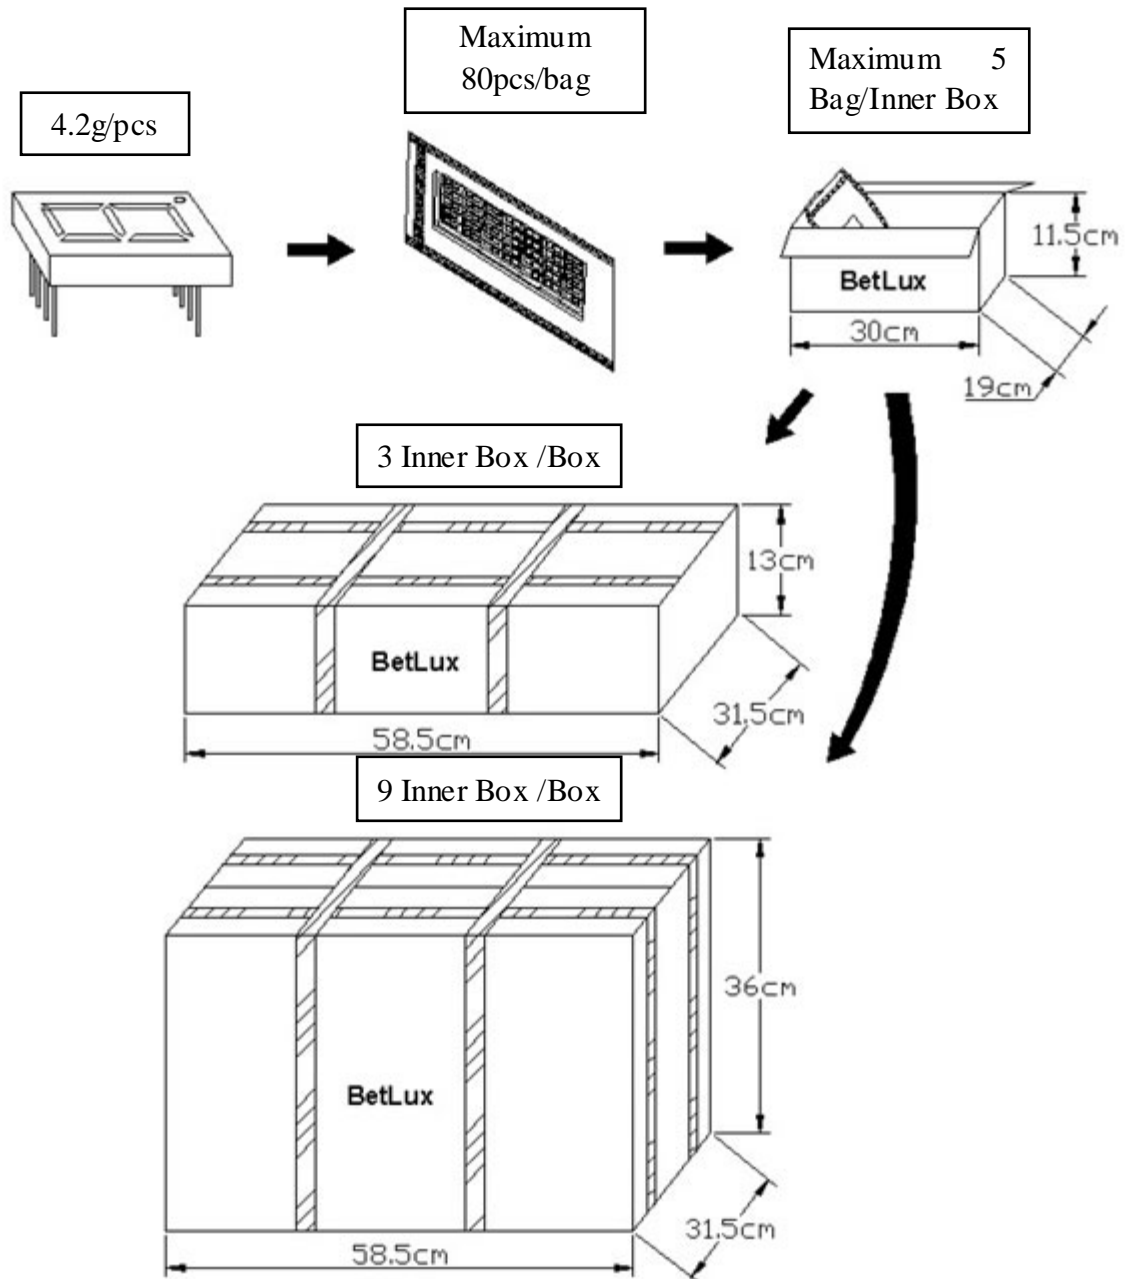 4.2g/pcs
Maximum
80pcs/bag
Maximum 5
Bag/Inner Box
BetLux
11.5cm
30cm
19cm
3 Inner Box /Box
BetLux
13cm
31.5cm
58.5cm
9 Inner Box /Box
BetLux
36cm
31.5cm
58.5cm